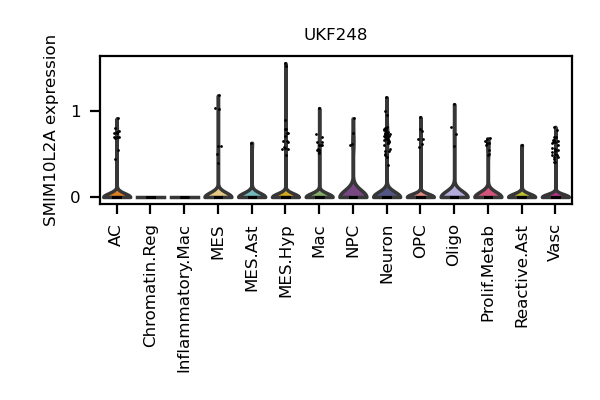 UKF248
SMIM10L2A expression
1
0
AC
Chromatin.Reg
Inflammatory.Mac
MES
MES.Ast
MES.Hyp
Mac
NPC
Neuron
OPC
Oligo
Prolif.Metab
Reactive.Ast
Vasc